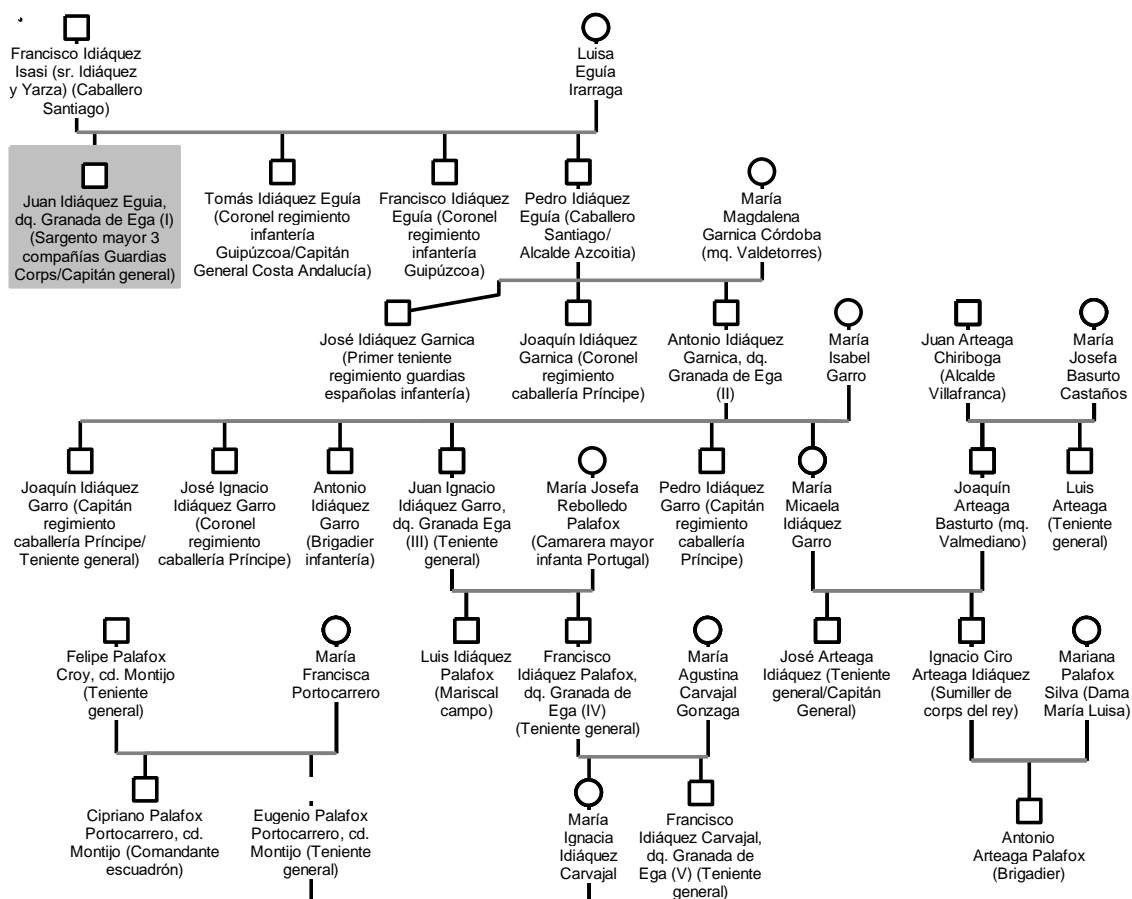 Francisco Idiáquez
Isasi (sr. Idiáquez
y Yarza) (Caballero
Santiago)
Luisa
Eguía
Irarraga
Juan Idiáquez Eguia,
dq. Granada de Ega (I)
(Sargento mayor 3
compañías Guardias
Corps/Capitán general)
Tomás Idiáquez Eguía
(Coronel regimiento
infantería
Guipúzcoa/Capitán
General Costa Andalucía)
Francisco Idiáquez
Eguía (Coronel
regimiento
infantería
Guipúzcoa)
Pedro Idiáquez
Eguía (Caballero
Santiago/
Alcalde Azcoitia)
María
Magdalena
Garnica Córdoba
(mq. Valdetorres)
José Idiáquez Garnica
(Primer teniente
regimiento guardias
españolas infantería)
Joaquín Idiáquez
Garnica (Coronel
regimiento
caballería Príncipe)
Antonio Idiáquez
Garnica, dq.
Granada de Ega
(II)
María
Isabel
Garro
Juan Arteaga
Chiriboga
(Alcalde
Villafranca)
María
Josefa
Basurto
Castaños
Joaquín Idiáquez
Garro (Capitán
regimiento
caballería Príncipe/
Teniente general)
José Ignacio
Idiáquez Garro
(Coronel
regimiento
caballería Príncipe)
Antonio
Idiáquez
Garro
(Brigadier
infantería)
Juan Ignacio
Idiáquez Garro,
dq. Granada Ega
(III) (Teniente
general)
María Josefa
Rebolledo
Palafox
(Camarera mayor
infanta Portugal)
Pedro Idiáquez
Garro (Capitán
regimiento
caballería
Príncipe)
María
Micaela
Idiáquez
Garro
Joaquín
Arteaga
Basturto (mq.
Valmediano)
Luis
Arteaga
(Teniente
general)
Felipe Palafox
Croy, cd. Montijo
(Teniente
general)
María
Francisca
Portocarrero
Luis Idiáquez
Palafox
(Mariscal
campo)
Francisco
Idiáquez Palafox,
dq. Granada de
Ega (IV)
(Teniente general)
María
Agustina
Carvajal
Gonzaga
José Arteaga
Idiáquez (Teniente
general/Capitán
General)
Ignacio Ciro
Arteaga Idiáquez
(Sumiller de
corps del rey)
Mariana
Palafox
Silva (Dama
María Luisa)
Cipriano Palafox
Portocarrero, cd.
Montijo (Comandante
escuadrón)
Eugenio Palafox
Portocarrero, cd.
Montijo (Teniente
general)
María
Ignacia
Idiáquez
Carvajal
Francisco
Idiáquez Carvajal,
dq. Granada de
Ega (V) (Teniente
general)
Antonio
Arteaga Palafox
(Brigadier)